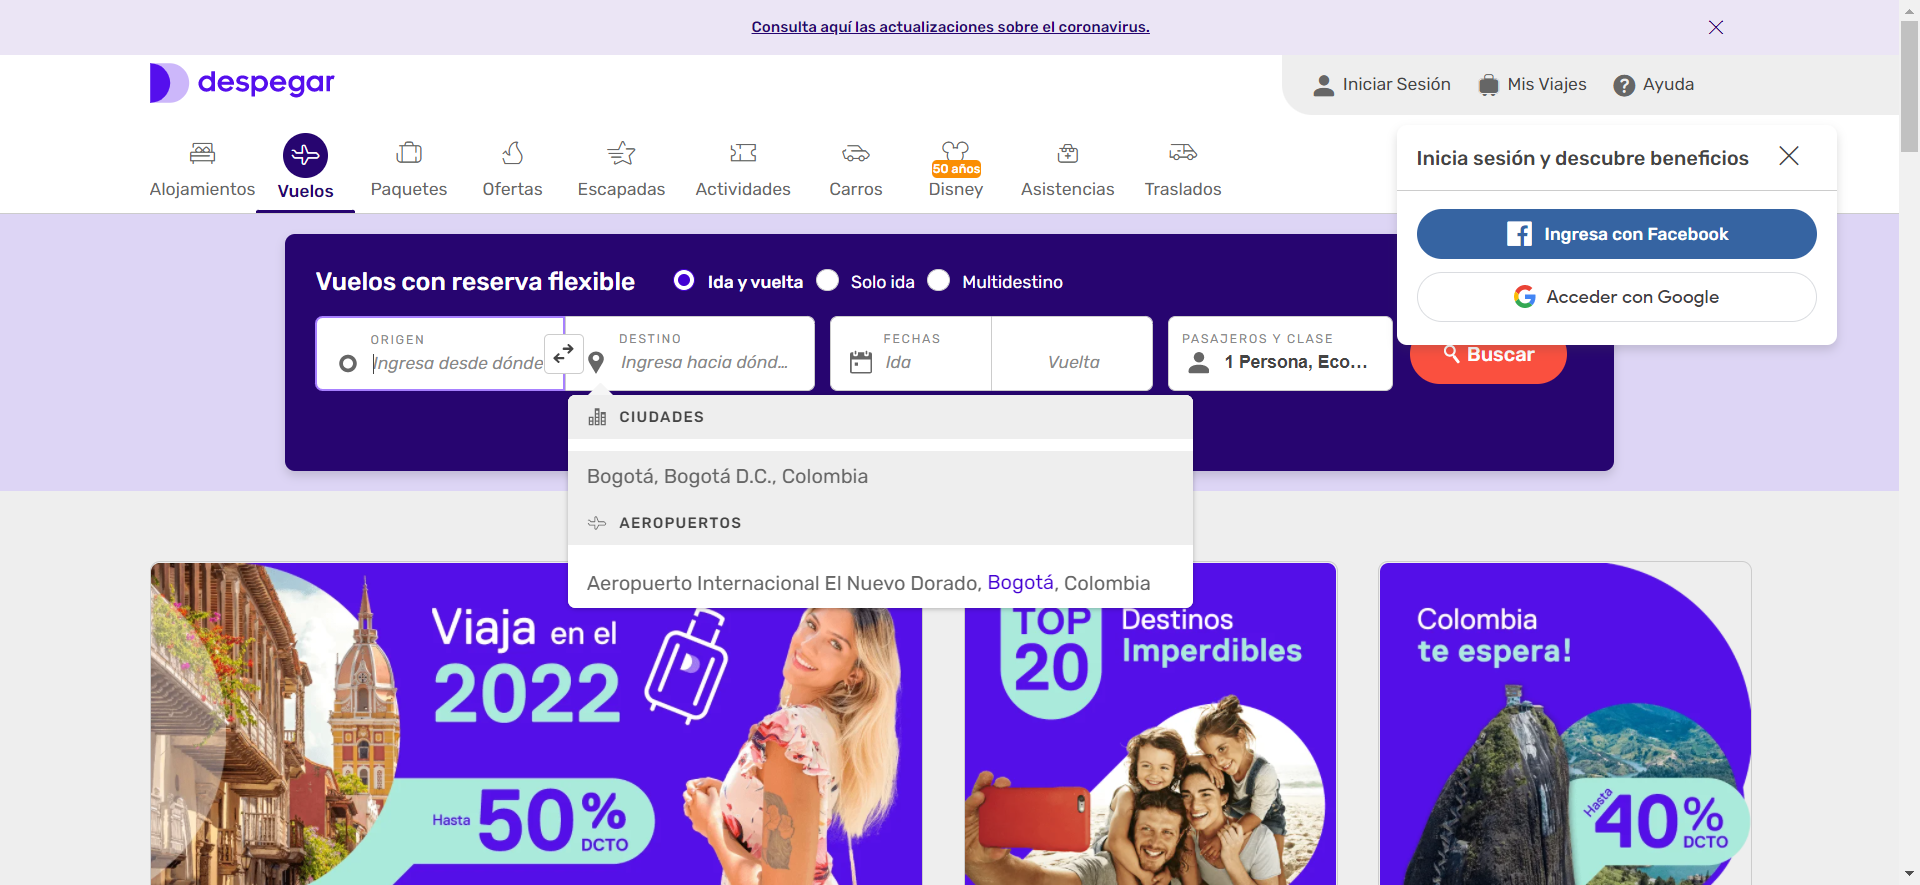 Consulta aquí las actualizaciones sobre el coronavirus.
despegar
Iniciar Sesión
Mis Viajes
Ayuda
Alojamientos
Vuelos
Paquetes
Ofertas
Escapadas
Actividades
Carros
50 años
Disney
Asistencias
Traslados
Inicia sesión y descubre beneficios
Ingresa con Facebook
Acceder con Google
Vuelos con reserva flexible
Ida y vuelta
Solo ida
Multidestino
ORIGEN
Ingresa desde dónde
DESTINO
Ingresa hacia dónd...
FECHAS
Ida
Vuelta
PASAJEROS Y CLASE
1 Persona, Eco...
Buscar
CIUDADES
Bogotá, Bogotá D.C., Colombia
AEROPUERTOS
Aeropuerto Internacional El Nuevo Dorado, Bogotá, Colombia
Viaja en el
2022
Hasta 50%
DCTO
TOP
20
Destinos
Imperdibles
Colombia
te espera!
Hasta
40%
DCTO